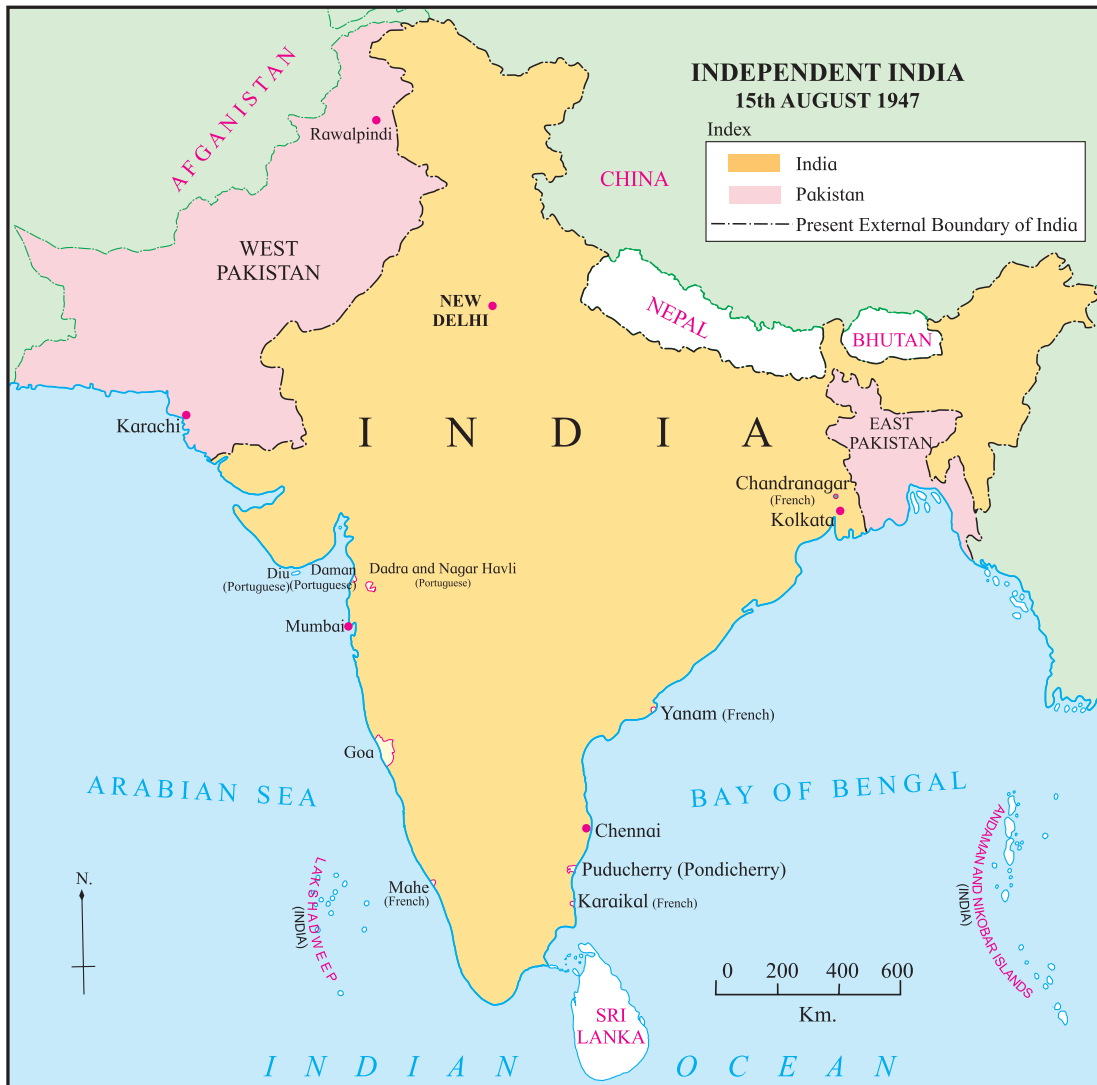 INDEPENDENT INDIA
15th AUGUST 1947
Index
India
Pakistan
Present External Boundary of India
AFGANISTAN
Rawalpindi
CHINA
WEST
PAKISTAN
NEW
DELHI
NEPAL
BHUTAN
Karachi
INDIA
EAST
PAKISTAN
Chandranagar
(French)
Kolkata
Diu
(Portuguese)
Daman
(Portuguese)
Dadra and Nagar Havli
(Portuguese)
Mumbai
Yanam (French)
Goa
ARABIAN SEA
BAY OF BENGAL
Chennai
Puducherry (Pondicherry)
Mahe
(French)
Karaikal (French)
LAKSHADWEEP
(INDIA)
ANDAMAN AND NIKOBAR ISLANDS
(INDIA)
N.
0 200 400 600
Km.
SRI
LANKA
INDIAN OCEAN